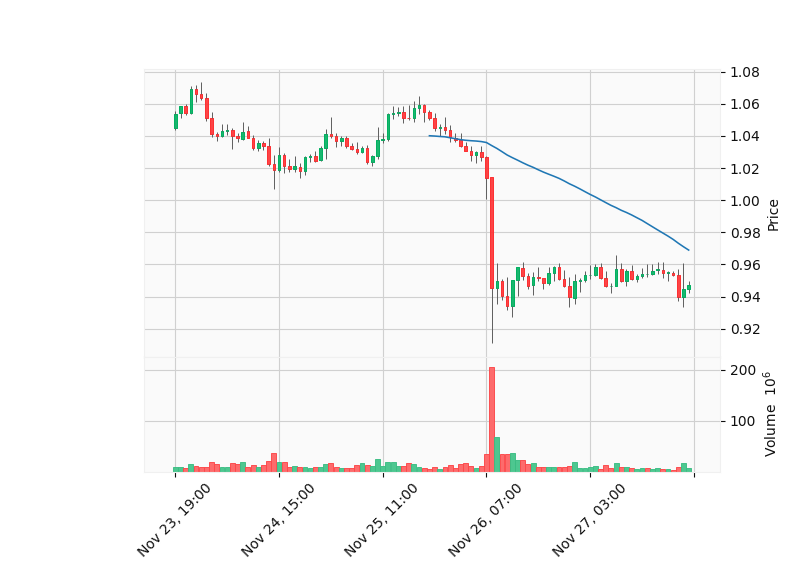 1.08
1.06
1.04
1.02
1.00
0.98
0.96
0.94
0.92
Price
200
100
Volume 10⁶
Nov 23, 19:00
Nov 24, 15:00
Nov 25, 11:00
Nov 26, 07:00
Nov 27, 03:00